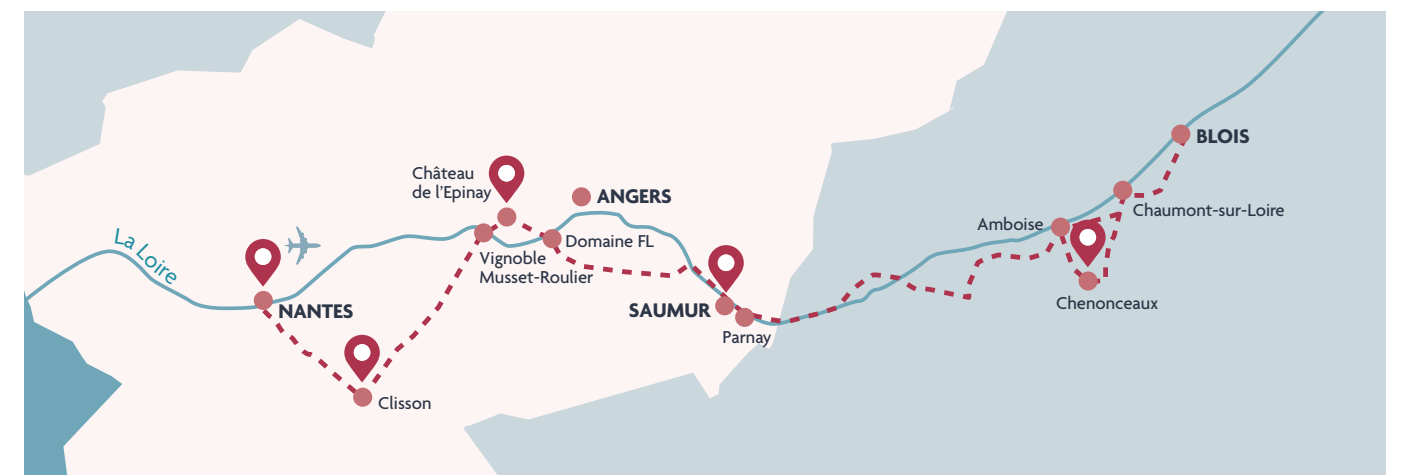 La Loire
NANTES
Clisson
Château
de l'Epinay
Vignoble
Musset-Roulier
ANGERS
Domaine FL
SAUMUR
Parnay
Amboise
Chenonceaux
Chaumont-sur-Loire
BLOIS